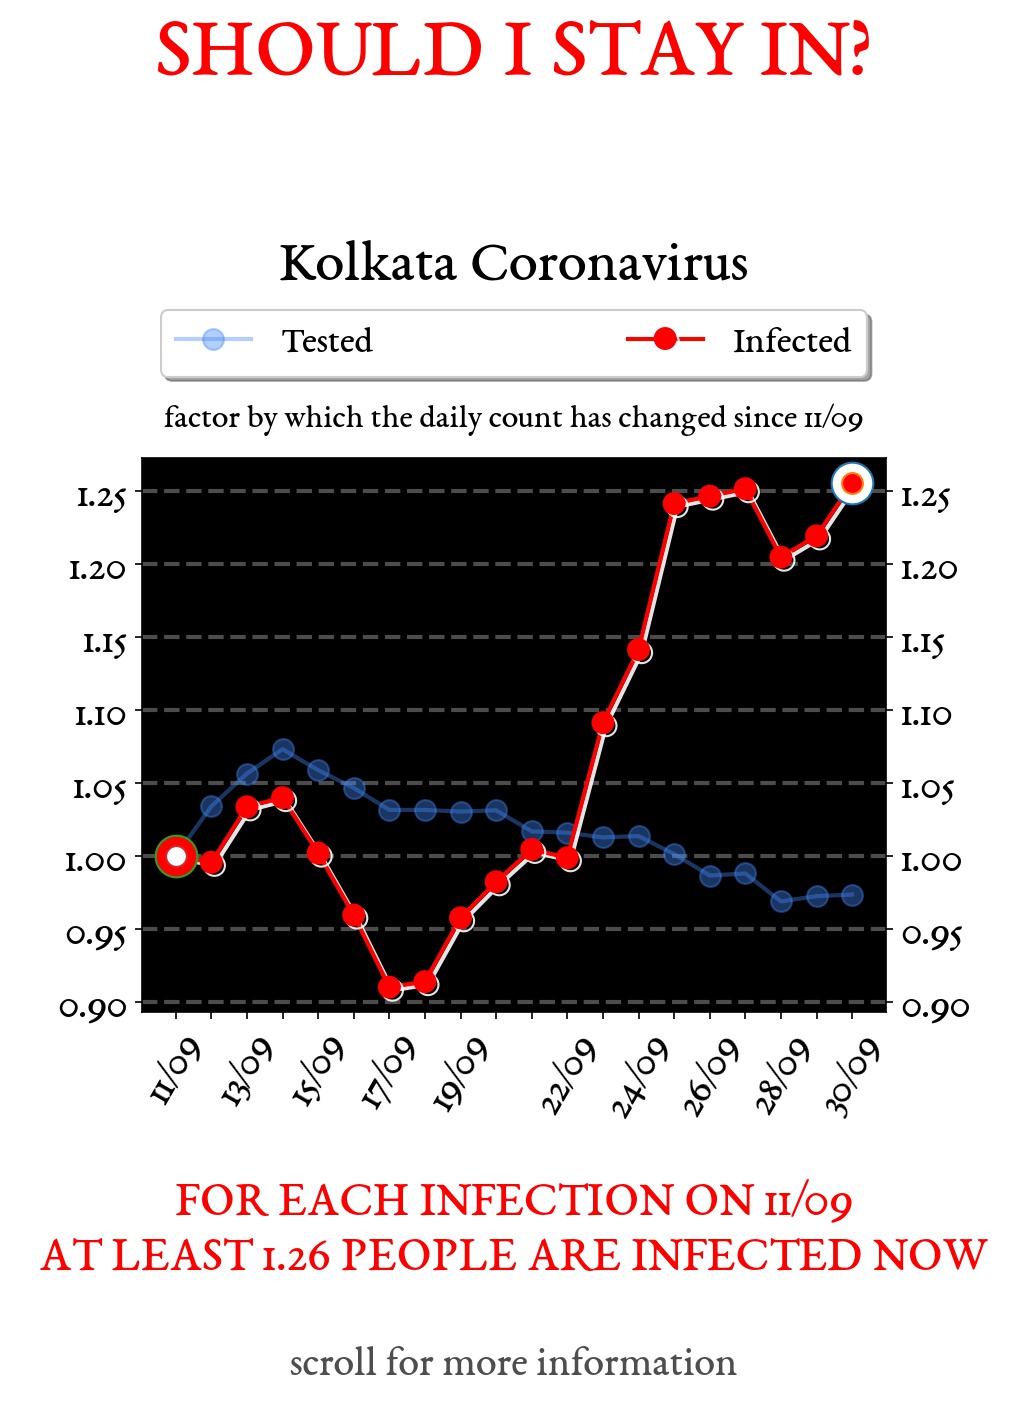 SHOULD I STAY IN?
Kolkata Coronavirus
Tested Infected
factor by which the daily count has changed since 11/09
1.25 1.25
1.20 1.20
1.15 1.15
1.10 1.10
1.05 1.05
1.00 1.00
0.95 0.95
0.90 0.90
11/09 13/09 15/09 17/09 19/09 22/09 24/09 26/09 28/09 30/09
FOR EACH INFECTION ON 11/09
AT LEAST 1.26 PEOPLE ARE INFECTED NOW
scroll for more information